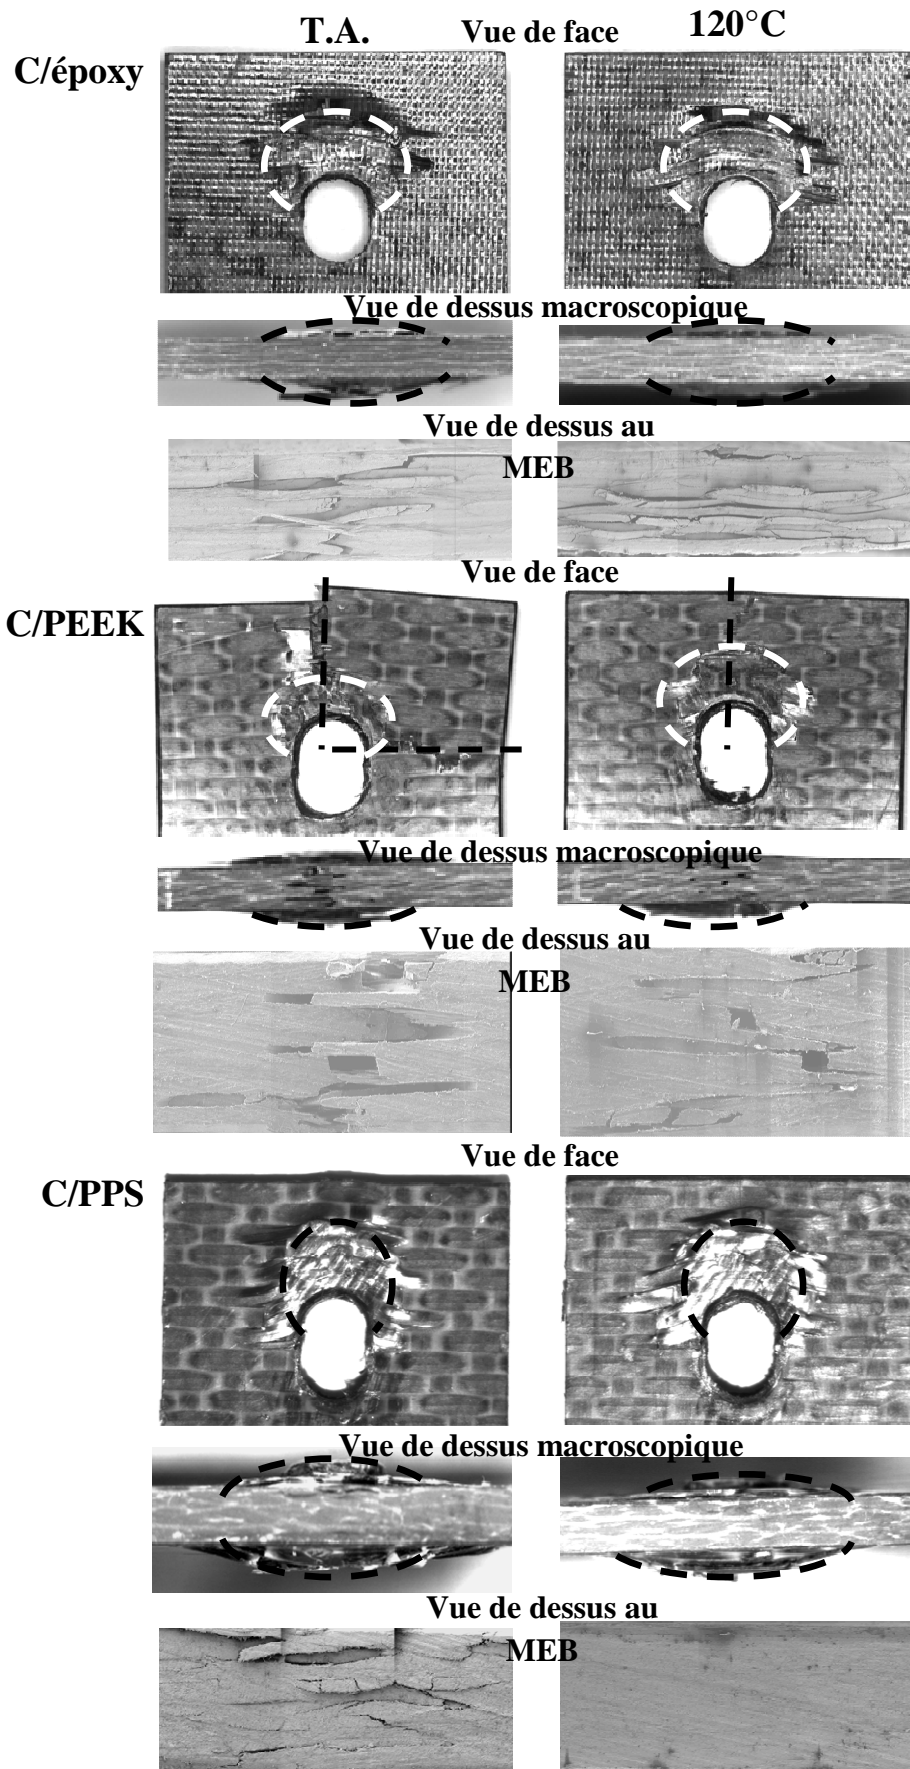 T.A. Vue de face 120°C
C/époxy
Vue de dessus macroscopique
Vue de dessus au
MEB
Vue de face
C/PEEK
Vue de dessus macroscopique
Vue de dessus au
MEB
Vue de face
C/PPS
Vue de dessus macroscopique
Vue de dessus au
MEB